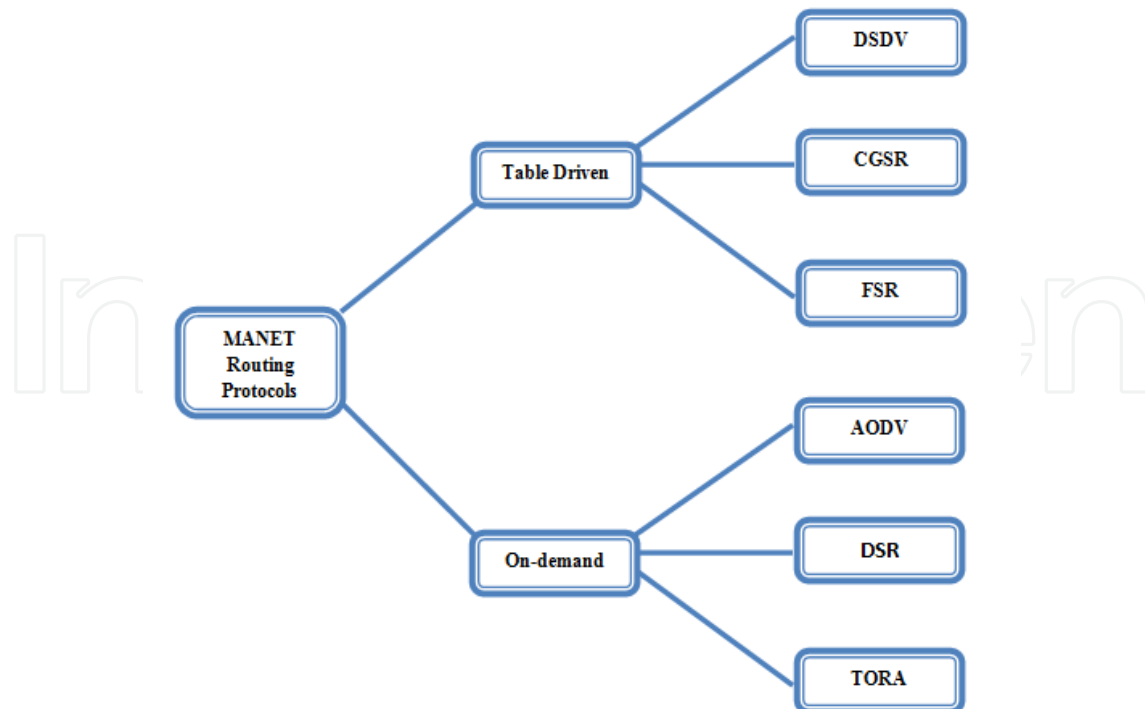 DSDV
Table Driven
CGSR
FSR
MANET
Routing
Protocols
AODV
On-demand
DSR
TORA